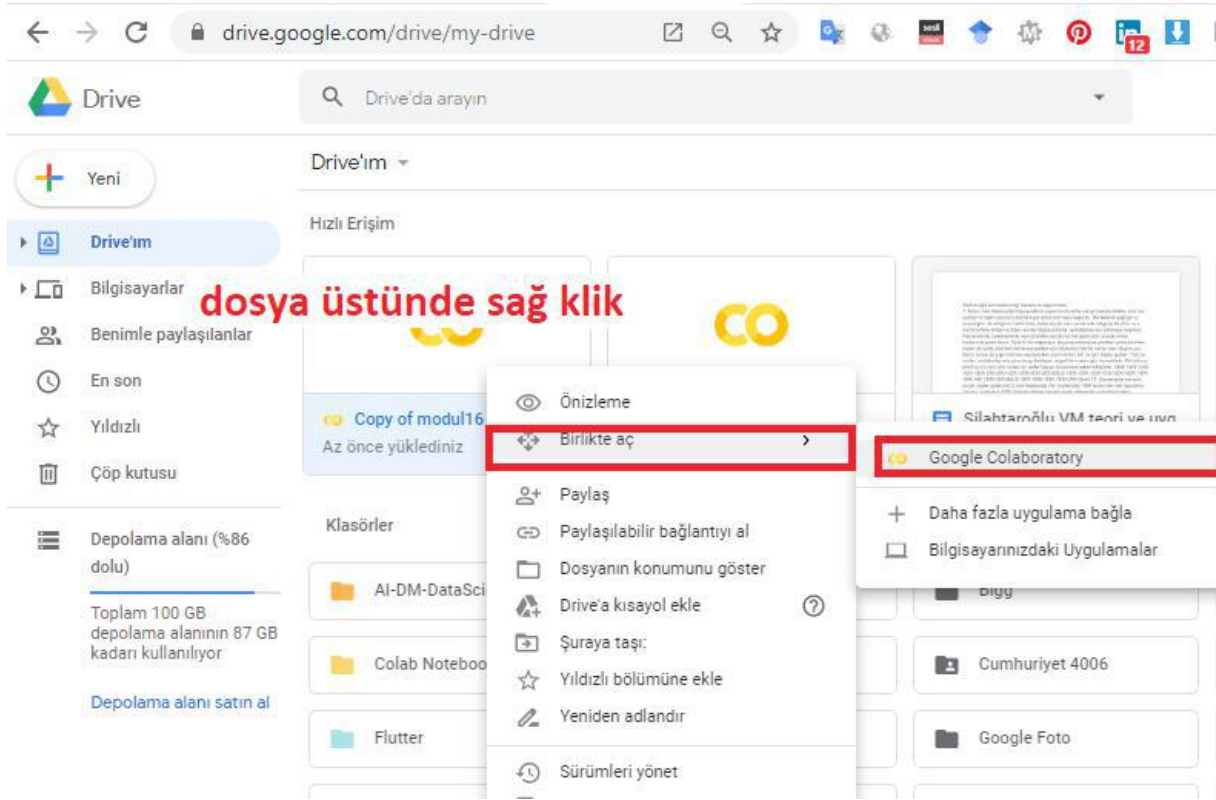 drive.google.com/drive/my-drive
sesli
in
12
Drive
Drive'da arayın
Yeni
Drive'ım
Hızlı Erişim
Drive'ım
Bilgisayarlar
Benimle paylaşılanlar
En son
Yıldızlı
Çöp kutusu
Depolama alanı (%86
dolu)
Toplam 100 GB
depolama alanının 87 GB
kadarı kullanılıyor
Depolama alanı satın al
dosya üstünde sağ klik
CO
Copy of modul16
Az önce yüklediniz
Silahtaroğlu VM teori ve uyg
Önizleme
Birlikte aç
Paylaş
Paylaşılabilir bağlantıyı al
Dosyanın konumunu göster
Drive'a kısayol ekle
Şuraya taşı:
Yıldızlı bölümüne ekle
Yeniden adlandır
Sürümleri yönet
Google Colaboratory
Daha fazla uygulama bağla
Bilgisayarınızdaki Uygulamalar
Klasörler
AI-DM-DataSci
Bigg
Colab Noteboo
Cumhuriyet 4006
Flutter
Google Foto